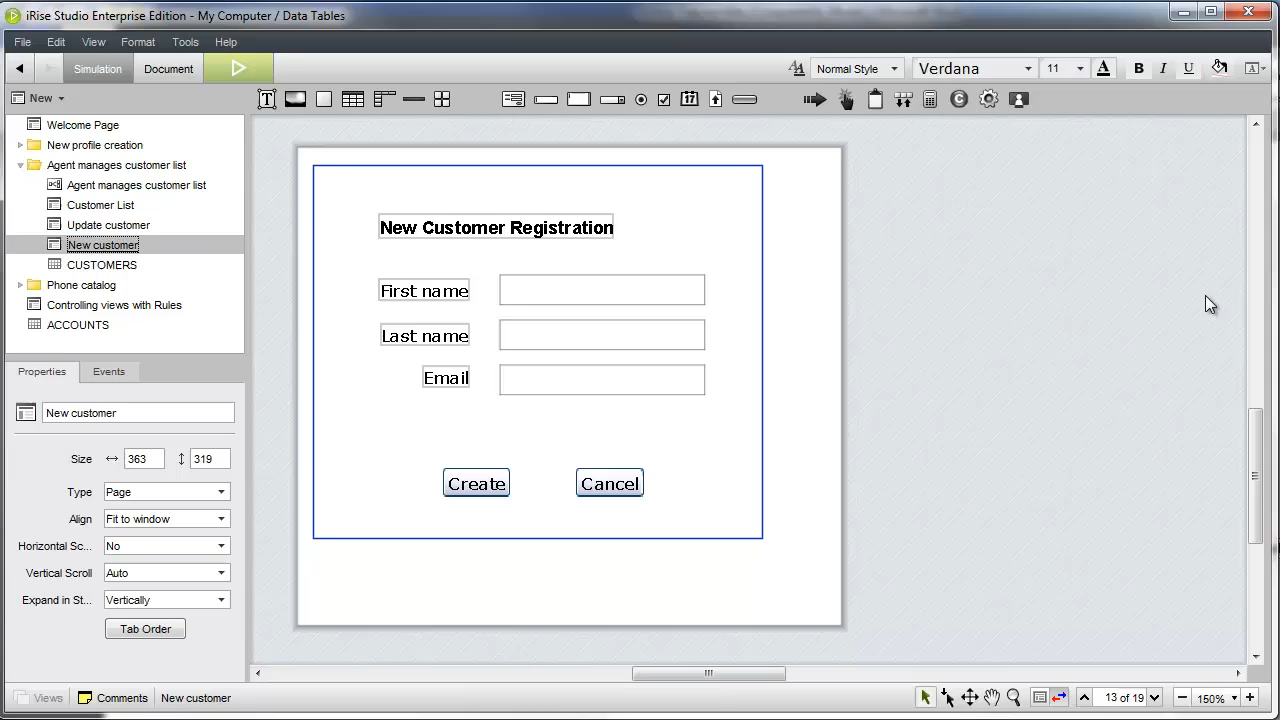 iRise Studio Enterprise Edition - My Computer / Data Tables
File Edit View Format Tools Help
Simulation Document Normal Style Verdana 11 A B I U A
New T 17 C
Welcome Page
New profile creation
Agent manages customer list
Agent manages customer list
Customer List
Update customer
New customer
CUSTOMERS
Phone catalog
Controlling views with Rules
ACCOUNTS
Properties Events
New customer
Size 363 319
Type Page
Align Fit to window
Horizontal Sc... No
Vertical Scroll Auto
Expand in St... Vertically
Tab Order
New Customer Registration
First name
Last name
Email
Create Cancel
Views Comments New customer 13 of 19 150%